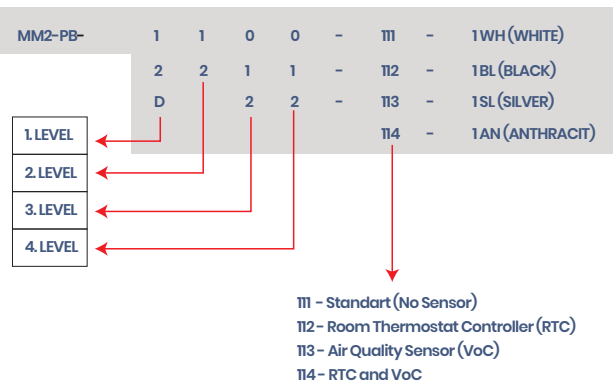 MM2-PB- 1 1 0 0 - 111 - 1 WH (WHITE)
2 2 1 1 - 112 - 1 BL (BLACK)
D 2 2 - 113 - 1 SL (SILVER)
114 - 1 AN (ANTHRACIT)
1. LEVEL
2. LEVEL
3. LEVEL
4. LEVEL
111 - Standart (No Sensor)
112 - Room Thermostat Controller (RTC)
113 - Air Quality Sensor (VoC)
114 - RTC and VoC